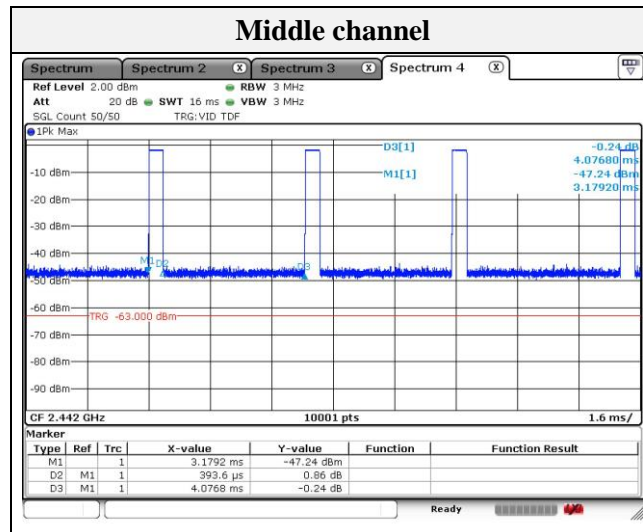 Middle channel
Spectrum Spectrum 2 X Spectrum 3 X Spectrum 4 X
Ref Level 2.00 dBm RBW 3 MHz
Att 20 dB SWT 16 ms VBW 3 MHz
SGL Count 50/50 TRG:VID TDF
1Pk Max
D3[1] -0.24 dB
4.07680 ms
-10 dBm M1[1] -47.24 dBm
3.17920 ms
-20 dBm
-30 dBm
-40 dBm
M1 D2 D3
-50 dBm
TRG -63.000 dBm
-70 dBm
-80 dBm
-90 dBm
CF 2.442 GHz 10001 pts 1.6 ms/
Marker
Type Ref Trc X-value Y-value Function Function Result
M1 1 3.1792 ms -47.24 dBm
D2 M1 1 393.6 µs 0.86 dB
D3 M1 1 4.0768 ms -0.24 dB
Ready